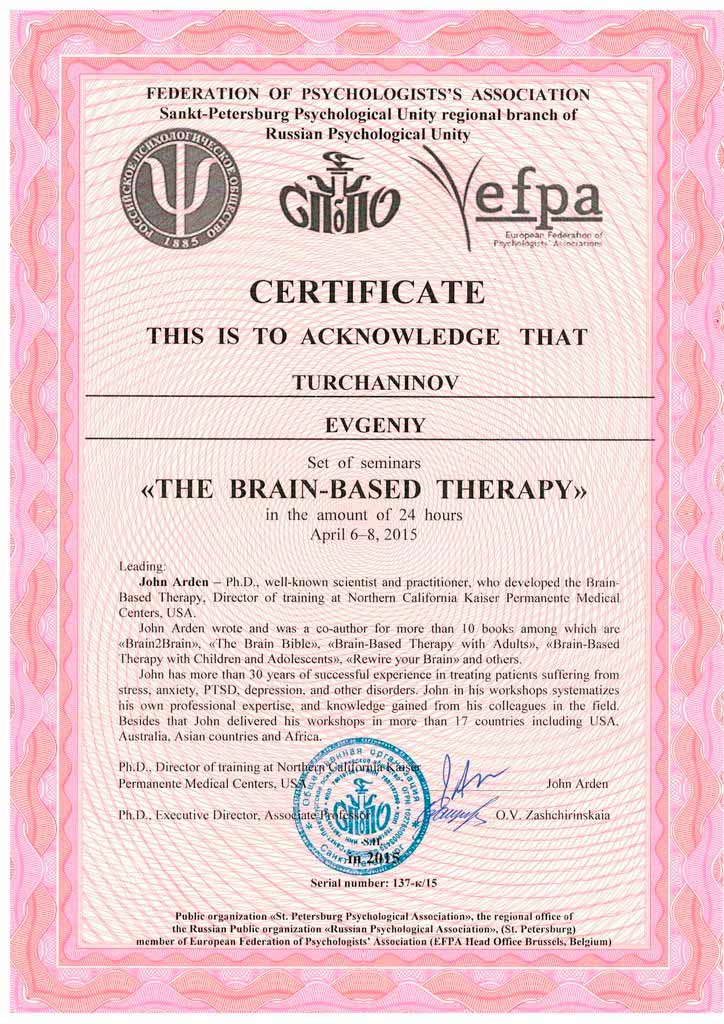 FEDERATION OF PSYCHOLOGISTS'S ASSOCIATION
Sankt-Petersburg Psychological Unity regional branch of
Russian Psychological Unity
РОССИЙСКОЕ ПСИХОЛОГИЧЕСКОЕ ОБЩЕСТВО
1885
СПбПО
efpa
European Federation of
Psychologists' Associations
CERTIFICATE
THIS IS TO ACKNOWLEDGE THAT
TURCHANINOV
EVGENIY
Set of seminars
«THE BRAIN-BASED THERAPY»
in the amount of 24 hours
April 6–8, 2015
Leading:
John Arden – Ph.D., well-known scientist and practitioner, who developed the Brain-
Based Therapy, Director of training at Northern California Kaiser Permanente Medical
Centers, USA.
John Arden wrote and was a co-author for more than 10 books among which are
«Brain2Brain», «The Brain Bible», «Brain-Based Therapy with Adults», «Brain-Based
Therapy with Children and Adolescents», «Rewire your Brain» and others.
John has more than 30 years of successful experience in treating patients suffering from
stress, anxiety, PTSD, depression, and other disorders. John in his workshops systematizes
his own professional expertise, and knowledge gained from his colleagues in the field.
Besides that John delivered his workshops in more than 17 countries including USA,
Australia, Asian countries and Africa.
Ph.D., Director of training at Northern California Kaiser
Permanente Medical Centers, USA
John Arden
Ph.D., Executive Director, Associate Professor
O.V. Zashchirinskaia
Общественная организация
СПбПО
in 2015
Serial number: 137-к/15
Public organization «St. Petersburg Psychological Association», the regional office of
the Russian Public organization «Russian Psychological Association», (St. Petersburg)
member of European Federation of Psychologists' Association (EFPA Head Office Brussels, Belgium)